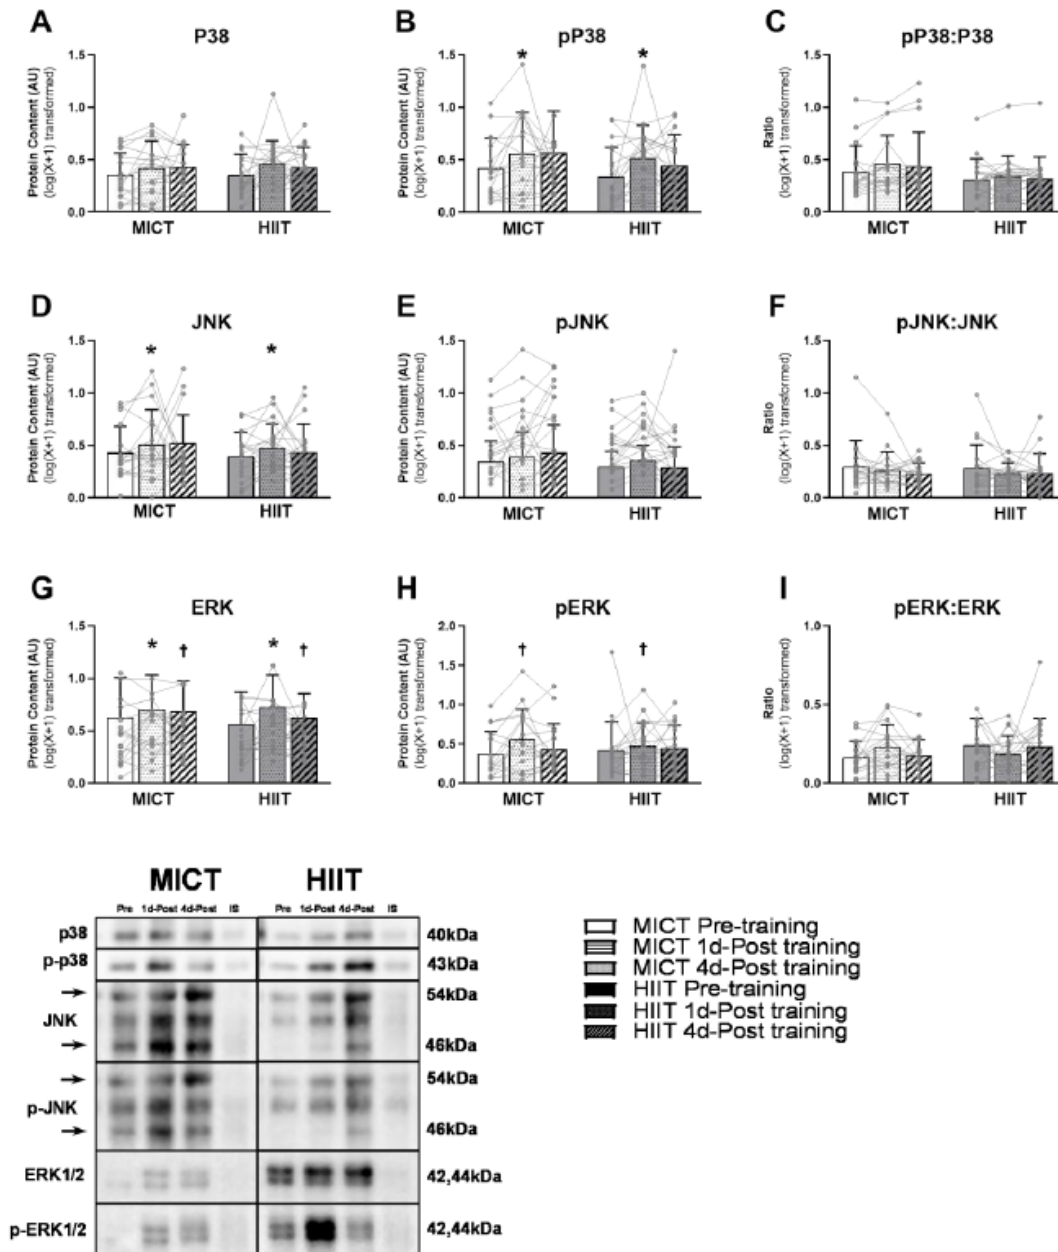 A
P38
Protein Content (AU)
(log(X+1) transformed)
1.5
1.0
0.5
0.0
MICT
HIIT
B
pP38
Protein Content (AU)
(log(X+1) transformed)
1.5
1.0
0.5
0.0
*
*
MICT
HIIT
C
pP38:P38
Ratio
(log(X+1) transformed)
1.5
1.0
0.5
0.0
MICT
HIIT
D
JNK
Protein Content (AU)
(log(X+1) transformed)
1.5
1.0
0.5
0.0
*
*
MICT
HIIT
E
pJNK
Protein Content (AU)
(log(X+1) transformed)
1.5
1.0
0.5
0.0
MICT
HIIT
F
pJNK:JNK
Ratio
(log(X+1) transformed)
1.5
1.0
0.5
0.0
MICT
HIIT
G
ERK
Protein Content (AU)
(log(X+1) transformed)
1.5
1.0
0.5
0.0
* †
* †
MICT
HIIT
H
pERK
Protein Content (AU)
(log(X+1) transformed)
2.0
1.5
1.0
0.5
0.0
†
†
MICT
HIIT
I
pERK:ERK
Ratio
(log(X+1) transformed)
1.0
0.5
0.0
MICT
HIIT
MICT HIIT
Pre 1d-Post 4d-Post IS Pre 1d-Post 4d-Post IS
p38 40kDa
p-p38 43kDa
54kDa
JNK
46kDa
54kDa
p-JNK
46kDa
ERK1/2 42,44kDa
p-ERK1/2 42,44kDa
MICT Pre-training
MICT 1d-Post training
MICT 4d-Post training
HIIT Pre-training
HIIT 1d-Post training
HIIT 4d-Post training